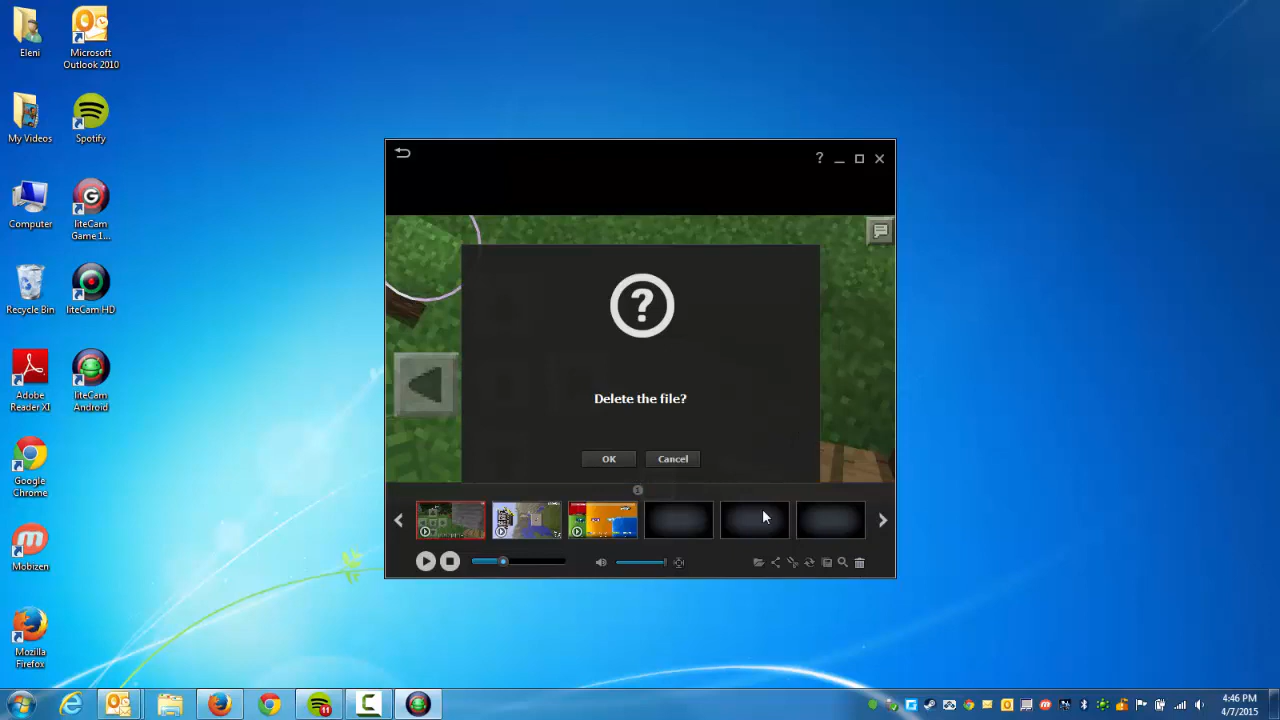 Eleni
Microsoft
Outlook 2010
My Videos
Spotify
Computer
liteCam
Game 1...
Recycle Bin
liteCam HD
Adobe
Reader XI
liteCam
Android
Google
Chrome
Mobizen
Mozilla
Firefox
?
?
Delete the file?
OK
Cancel
11
4:46 PM
4/7/2015